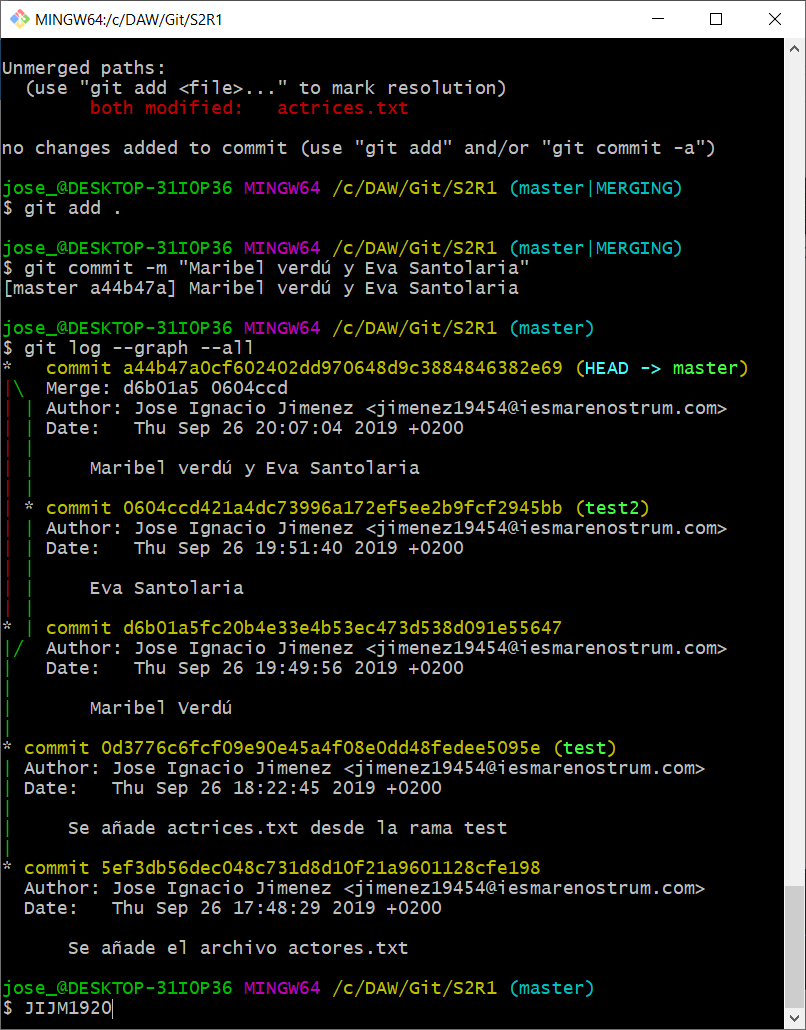 MINGW64:/c/DAW/Git/S2R1
Unmerged paths:
  (use "git add <file>..." to mark resolution)
        both modified:   actrices.txt

no changes added to commit (use "git add" and/or "git commit -a")

jose_@DESKTOP-31IOP36 MINGW64 /c/DAW/Git/S2R1 (master|MERGING)
$ git add .

jose_@DESKTOP-31IOP36 MINGW64 /c/DAW/Git/S2R1 (master|MERGING)
$ git commit -m "Maribel verdú y Eva Santolaria"
[master a44b47a] Maribel verdú y Eva Santolaria

jose_@DESKTOP-31IOP36 MINGW64 /c/DAW/Git/S2R1 (master)
$ git log --graph --all
*   commit a44b47a0cf602402dd970648d9c3884846382e69 (HEAD -> master)
|\  Merge: d6b01a5 0604ccd
| | Author: Jose Ignacio Jimenez <jimenez19454@iesmarenostrum.com>
| | Date:   Thu Sep 26 20:07:04 2019 +0200
| |
| |     Maribel verdú y Eva Santolaria
| |
| * commit 0604ccd421a4dc73996a172ef5ee2b9fcf2945bb (test2)
| | Author: Jose Ignacio Jimenez <jimenez19454@iesmarenostrum.com>
| | Date:   Thu Sep 26 19:51:40 2019 +0200
| |
| |     Eva Santolaria
| |
* | commit d6b01a5fc20b4e33e4b53ec473d538d091e55647
|/  Author: Jose Ignacio Jimenez <jimenez19454@iesmarenostrum.com>
|   Date:   Thu Sep 26 19:49:56 2019 +0200
|
|       Maribel Verdú
|
* commit 0d3776c6fcf09e90e45a4f08e0dd48fedee5095e (test)
| Author: Jose Ignacio Jimenez <jimenez19454@iesmarenostrum.com>
| Date:   Thu Sep 26 18:22:45 2019 +0200
|
|     Se añade actrices.txt desde la rama test
|
* commit 5ef3db56dec048c731d8d10f21a9601128cfe198
  Author: Jose Ignacio Jimenez <jimenez19454@iesmarenostrum.com>
  Date:   Thu Sep 26 17:48:29 2019 +0200

      Se añade el archivo actores.txt

jose_@DESKTOP-31IOP36 MINGW64 /c/DAW/Git/S2R1 (master)
$ JIJM1920